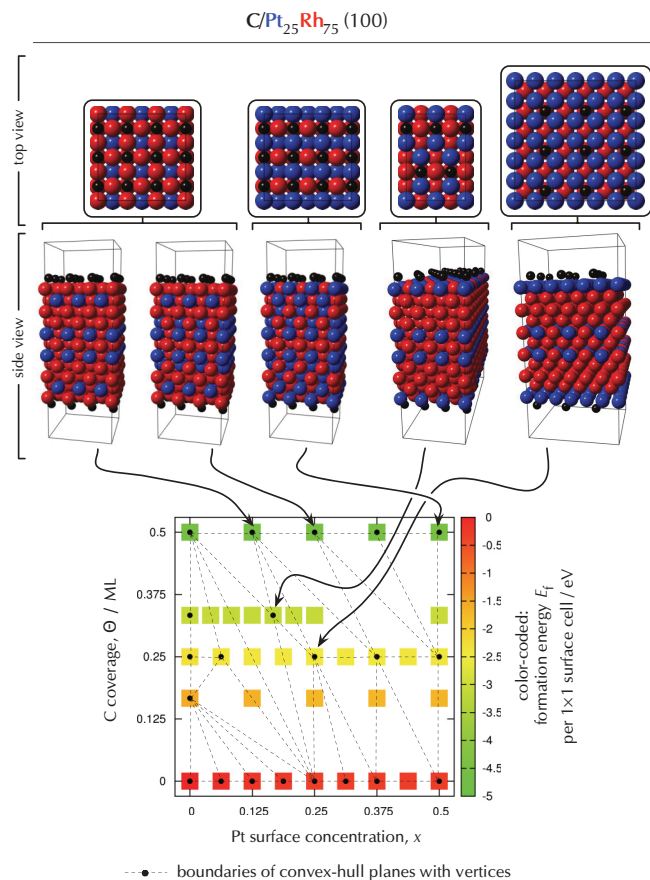 C/Pt25Rh75 (100)
top view
side view
0.5
0.375
0.25
0.125
0
C coverage, Θ / ML
0 0.125 0.25 0.375 0.5
Pt surface concentration, x
0
-0.5
-1
-1.5
-2
-2.5
-3
-3.5
-4
-4.5
-5
color-coded:
formation energy Ef
per 1×1 surface cell / eV
boundaries of convex-hull planes with vertices